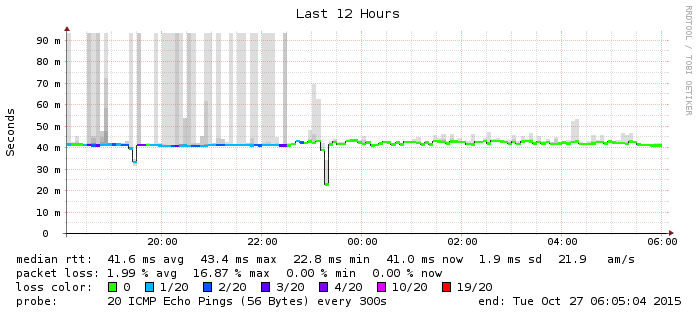 Last 12 Hours
RRDTOOL / TOBI OETIKER
Seconds
90 m
80 m
70 m
60 m
50 m
40 m
30 m
20 m
10 m
0
20:00 22:00 00:00 02:00 04:00 06:00
median rtt: 41.6 ms avg 43.4 ms max 22.8 ms min 41.0 ms now 1.9 ms sd 21.9 am/s
packet loss: 1.99 % avg 16.87 % max 0.00 % min 0.00 % now
loss color: 0 1/20 2/20 3/20 4/20 10/20 19/20
probe: 20 ICMP Echo Pings (56 Bytes) every 300s end: Tue Oct 27 06:05:04 2015